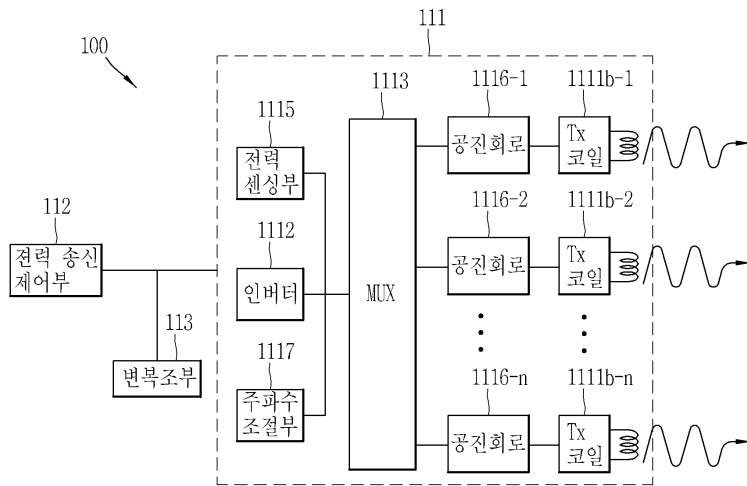 111
100
1116-1
1111b-1
1113
1115
공진회로
Tx
코일
전력
센싱부
1116-2
1111b-2
112
1112
전력 송신
제어부
공진회로
Tx
코일
인버터
MUX
113
1117
1116-n
1111b-n
변복조부
주파수
조절부
공진회로
Tx
코일